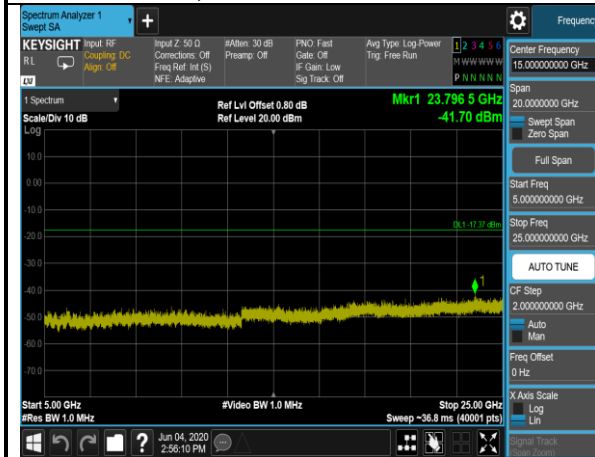 Spectrum Analyzer 1
Swept SA
+
Frequency
KEYSIGHT
RL
LXI
Input: RF
Coupling: DC
Align: Off
Input Z: 50 Ω
Corrections: Off
Freq Ref: Int (S)
NFE: Adaptive
#Atten: 30 dB
Preamp: Off
PNO: Fast
Gate: Off
IF Gain: Low
Sig Track: Off
Avg Type: Log-Power
Trig: Free Run
1 2 3 4 5 6
M W W W W W
P N N N N N
1 Spectrum
Scale/Div 10 dB
Log
Ref Lvl Offset 0.80 dB
Ref Level 20.00 dBm
Mkr1 23.796 5 GHz
-41.70 dBm
10.0
0.00
-10.0
-20.0
-30.0
-40.0
-50.0
-60.0
-70.0
DL1 -17.37 dBm
1
Start 5.00 GHz
#Res BW 1.0 MHz
#Video BW 1.0 MHz
Stop 25.00 GHz
Sweep ~36.8 ms (40001 pts)
Center Frequency
15.000000000 GHz
Span
20.0000000 GHz
Swept Span
Zero Span
Full Span
Start Freq
5.000000000 GHz
Stop Freq
25.000000000 GHz
AUTO TUNE
CF Step
2.000000000 GHz
Auto
Man
Freq Offset
0 Hz
X Axis Scale
Log
Lin
Signal Track
(Span Zoom)
?
Jun 04, 2020
2:56:10 PM